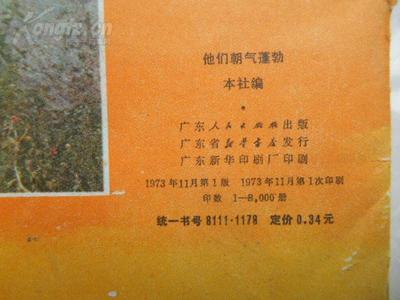 Kongfz.cn
他们朝气蓬勃
本社编
广东人民出版社出版
广东省新华书店发行
广东新华印刷厂印刷
1973年11月第1版 1973年11月第1次印刷
印数 1—8,000册
统一书号 8111·1178 定价0.34元